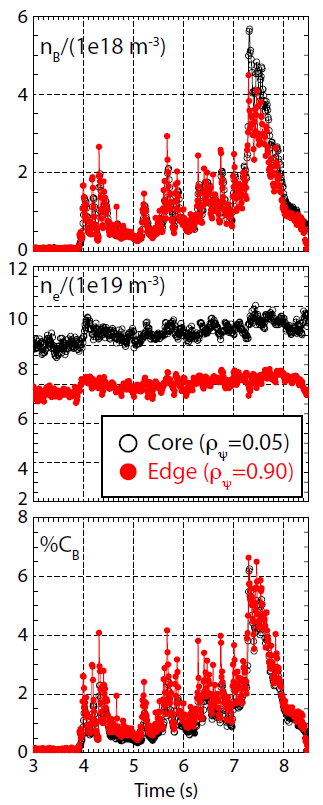 n_B/(1e18 m⁻³)
6
4
2
0
12
n_e/(1e19 m⁻³)
10
8
6
Core (ρ_ψ=0.05)
4
Edge (ρ_ψ=0.90)
2
8
%C_B
6
4
2
0
3 4 5 6 7 8
Time (s)